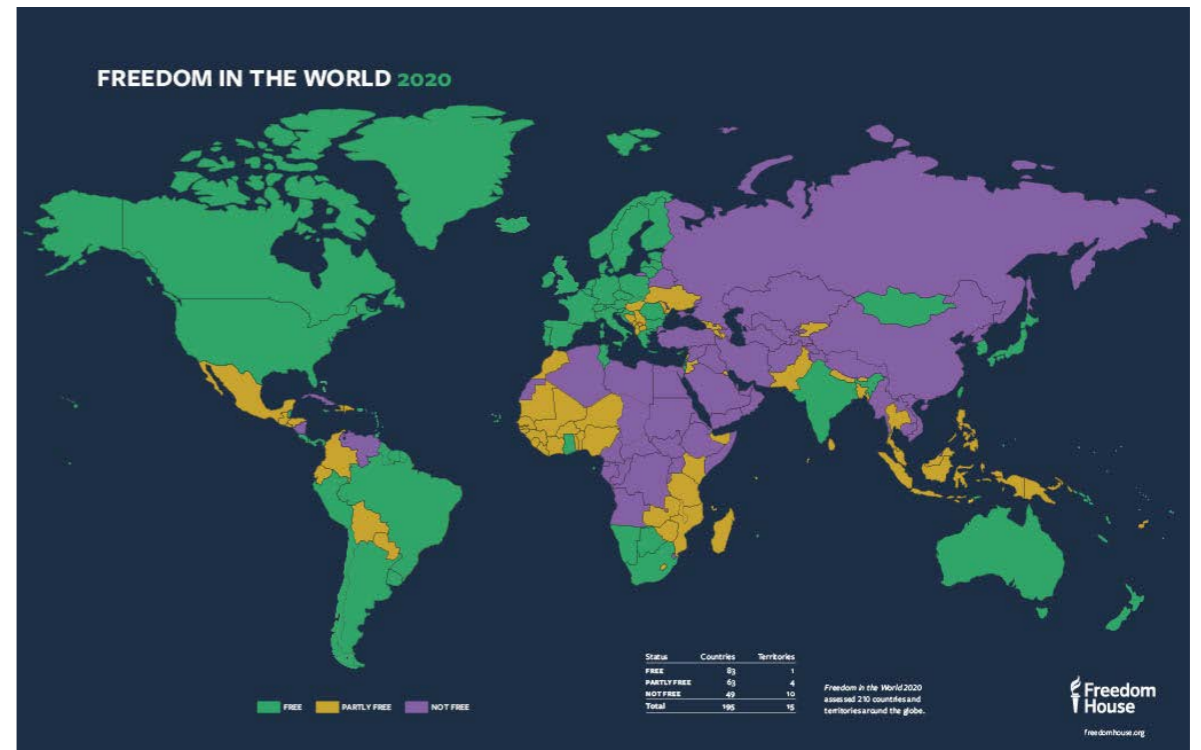 FREEDOM IN THE WORLD 2020
Status Countries Territories
FREE 83 1
PARTLY FREE 63 4
NOT FREE 49 10
Total 195 15
Freedom in the World 2020
assessed 210 countries and
territories around the globe.
FREE PARTLY FREE NOT FREE
Freedom
House
freedomhouse.org